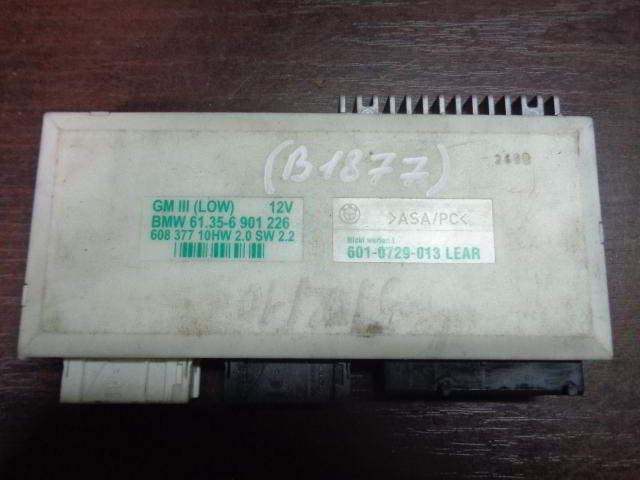 (B1877)
2480
GM III (LOW) 12V
BMW 61.35-6 901 226
608 377 10HW 2.0 SW 2.2
>ASA/PC<
Nicht werfen !
601-0729-013 LEAR